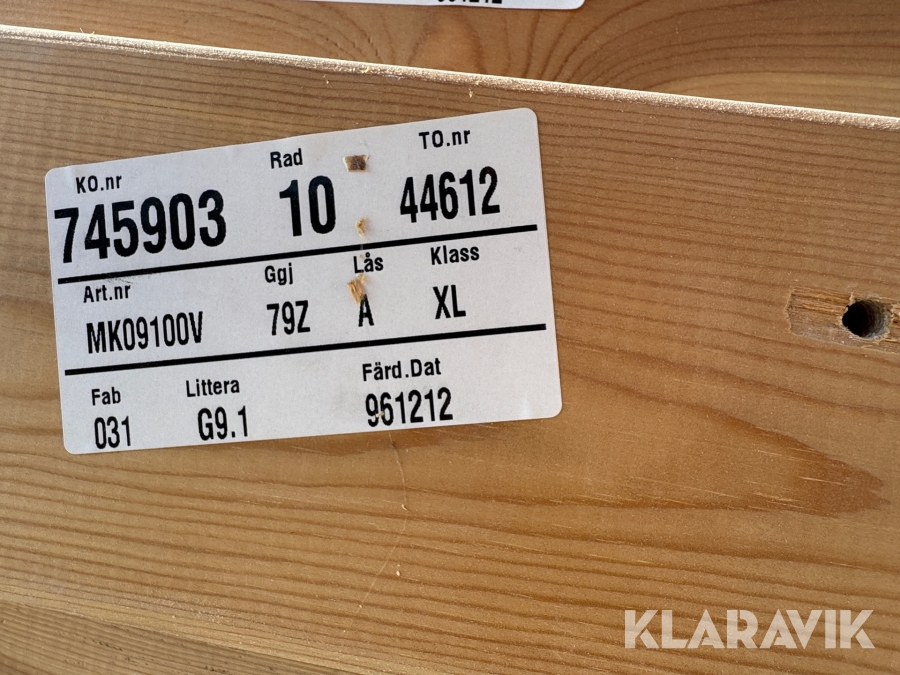 KO.nr Rad TO.nr
745903 10 44612
Art.nr Ggj Lås Klass
MK09100V 79Z A XL
Fab Littera Färd.Dat
031 G9.1 961212
KLARAVIK